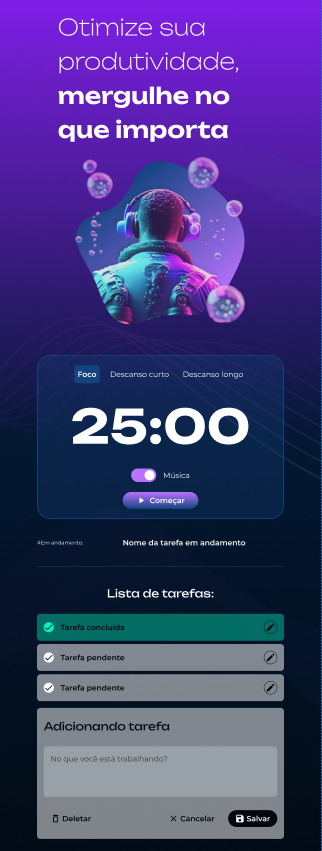 Otimize sua
produtividade,
mergulhe no
que importa
Foco Descanso curto Descanso longo
25:00
Música
Começar
#Em andamento: Nome da tarefa em andamento
Lista de tarefas:
Tarefa concluída
Tarefa pendente
Tarefa pendente
Adicionando tarefa
No que você está trabalhando?
Deletar Cancelar Salvar